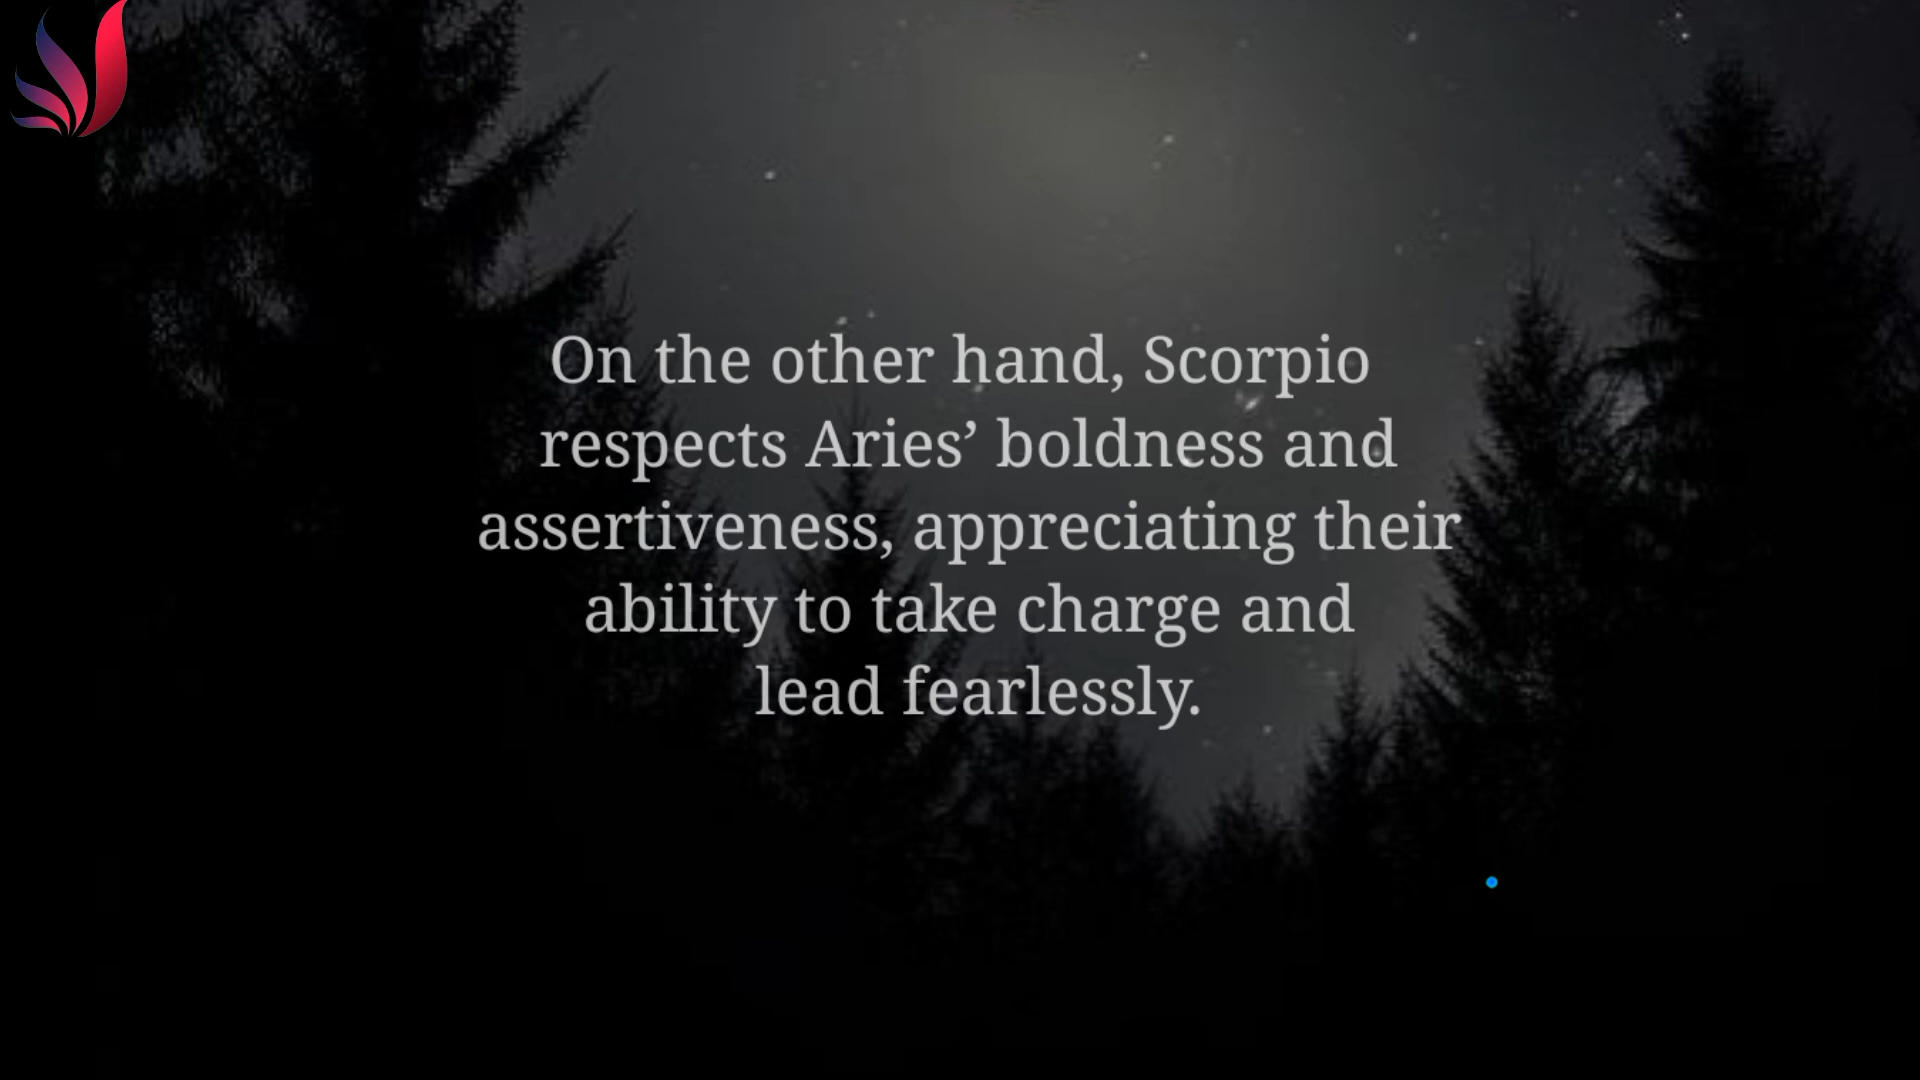 On the other hand, Scorpio
respects Aries’ boldness and
assertiveness, appreciating their
ability to take charge and
lead fearlessly.